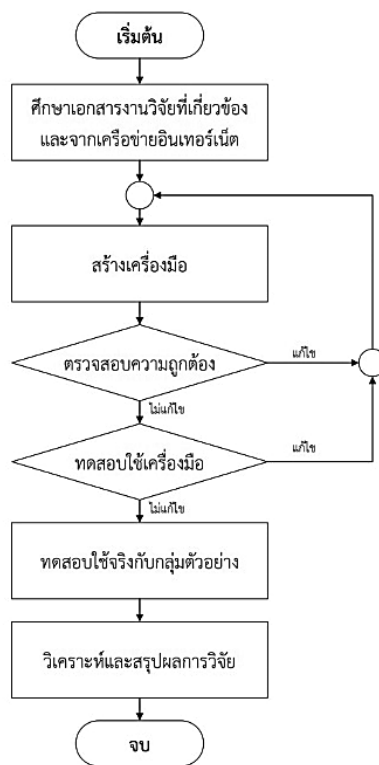 เริ่มต้น
ศึกษาเอกสารงานวิจัยที่เกี่ยวข้อง
และจากเครือข่ายอินเทอร์เน็ต
สร้างเครื่องมือ
ตรวจสอบความถูกต้อง
แก้ไข
ไม่แก้ไข
ทดสอบใช้เครื่องมือ
แก้ไข
ไม่แก้ไข
ทดสอบใช้จริงกับกลุ่มตัวอย่าง
วิเคราะห์และสรุปผลการวิจัย
จบ